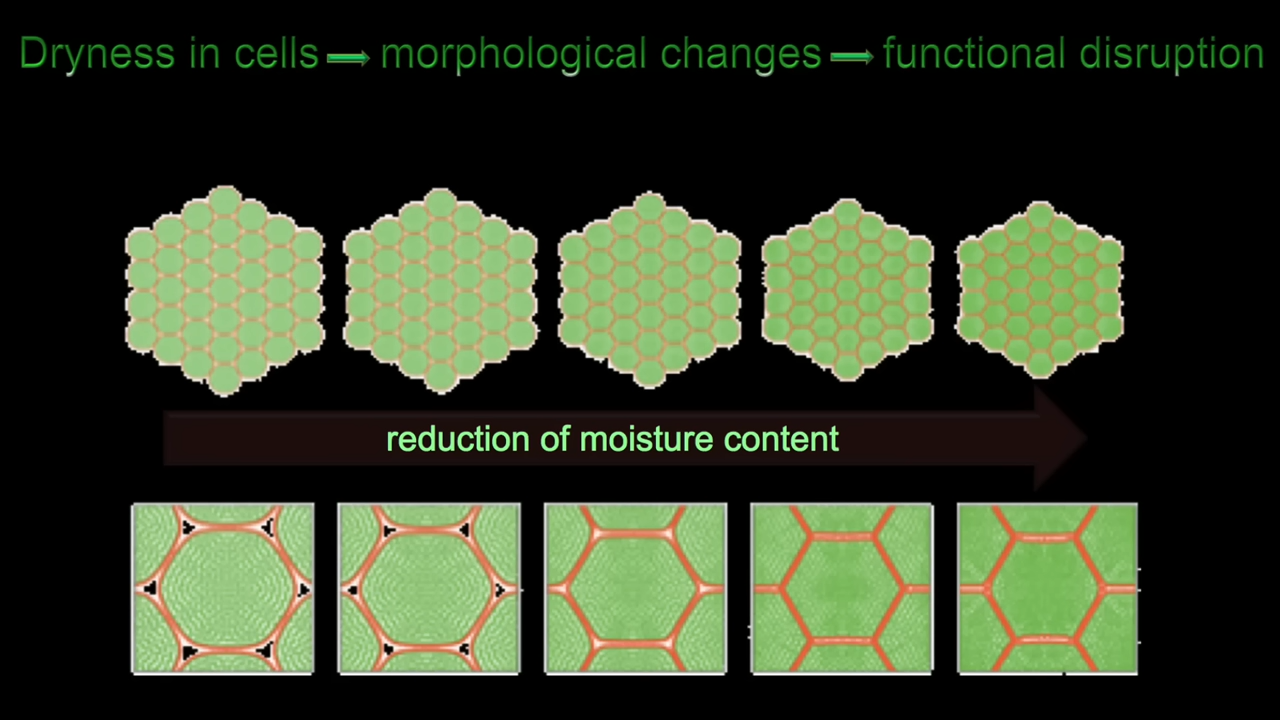 Dryness in cells → morphological changes → functional disruption
reduction of moisture content